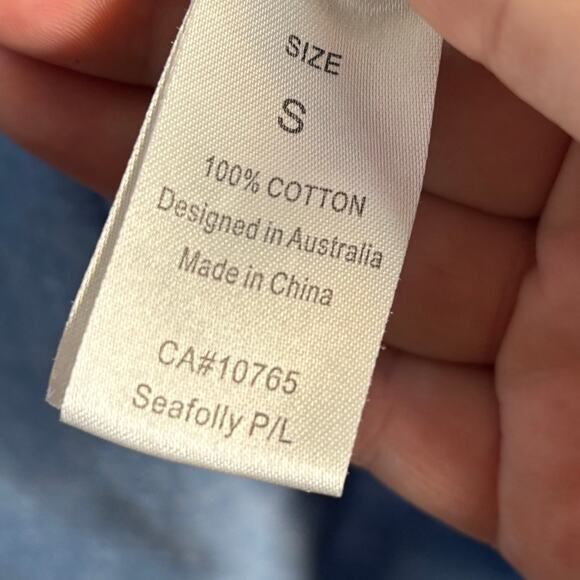 SIZE
S
100% COTTON
Designed in Australia
Made in China
CA#10765
Seafolly P/L